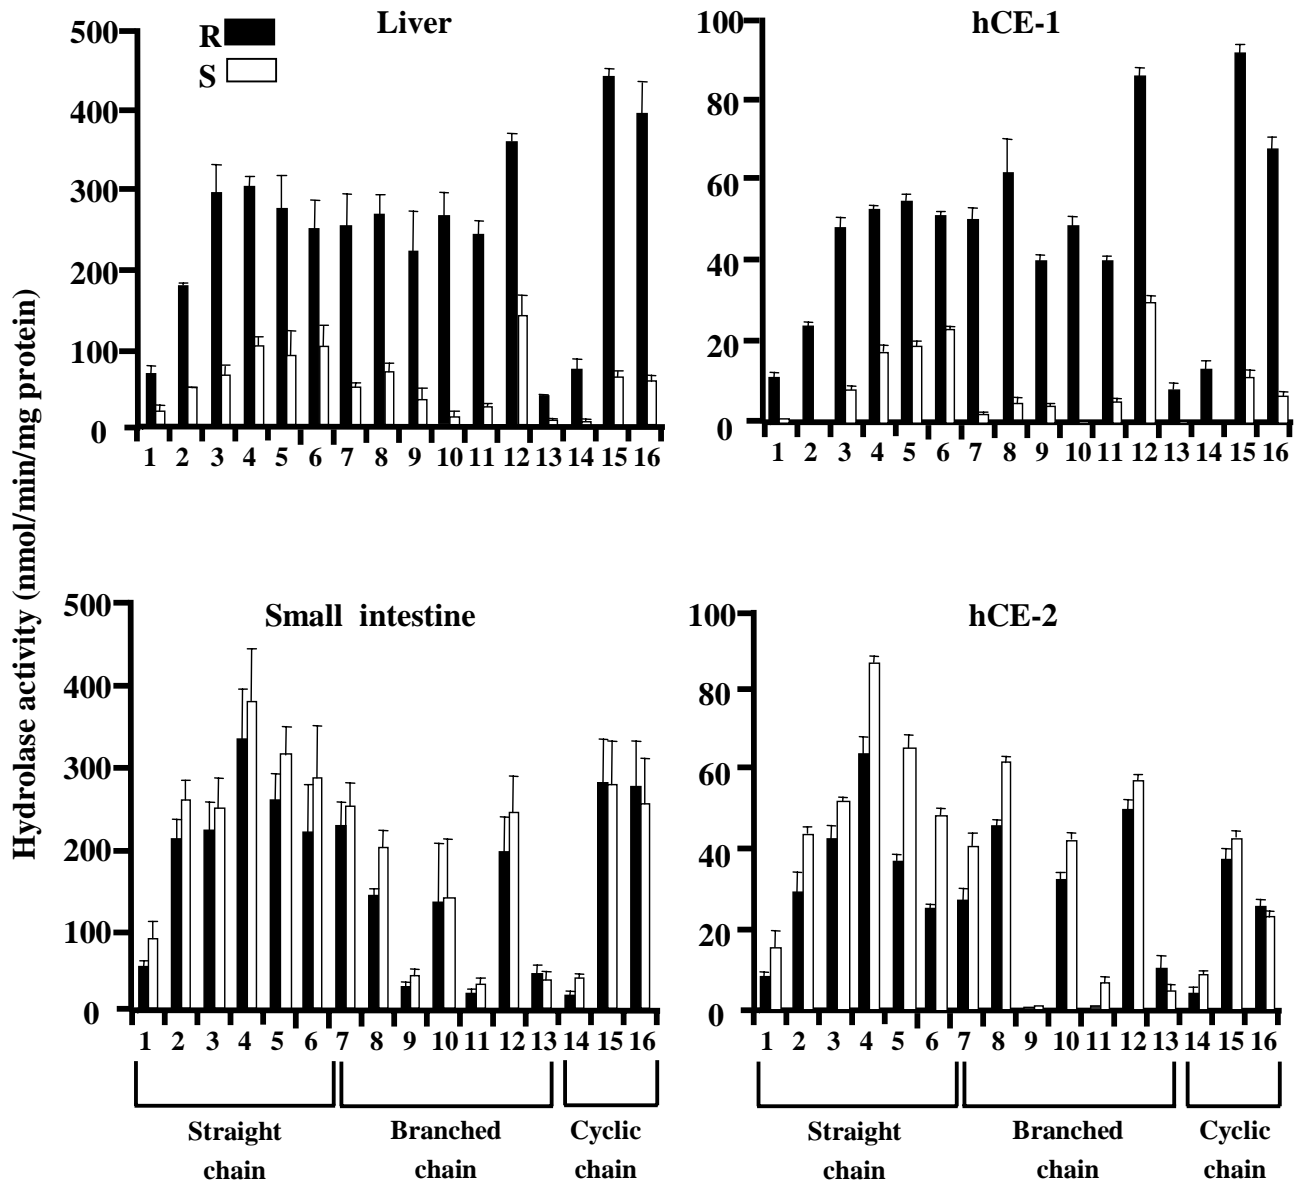 Hydrolase activity (nmol/min/mg protein)
Liver
R
S
500
400
300
200
100
0
1 2 3 4 5 6 7 8 9 10 11 12 13 14 15 16
hCE-1
100
80
60
40
20
0
1 2 3 4 5 6 7 8 9 10 11 12 13 14 15 16
Small intestine
500
400
300
200
100
0
1 2 3 4 5 6 7 8 9 10 11 12 13 14 15 16
Straight
chain
Branched
chain
Cyclic
chain
hCE-2
100
80
60
40
20
0
1 2 3 4 5 6 7 8 9 10 11 12 13 14 15 16
Straight
chain
Branched
chain
Cyclic
chain